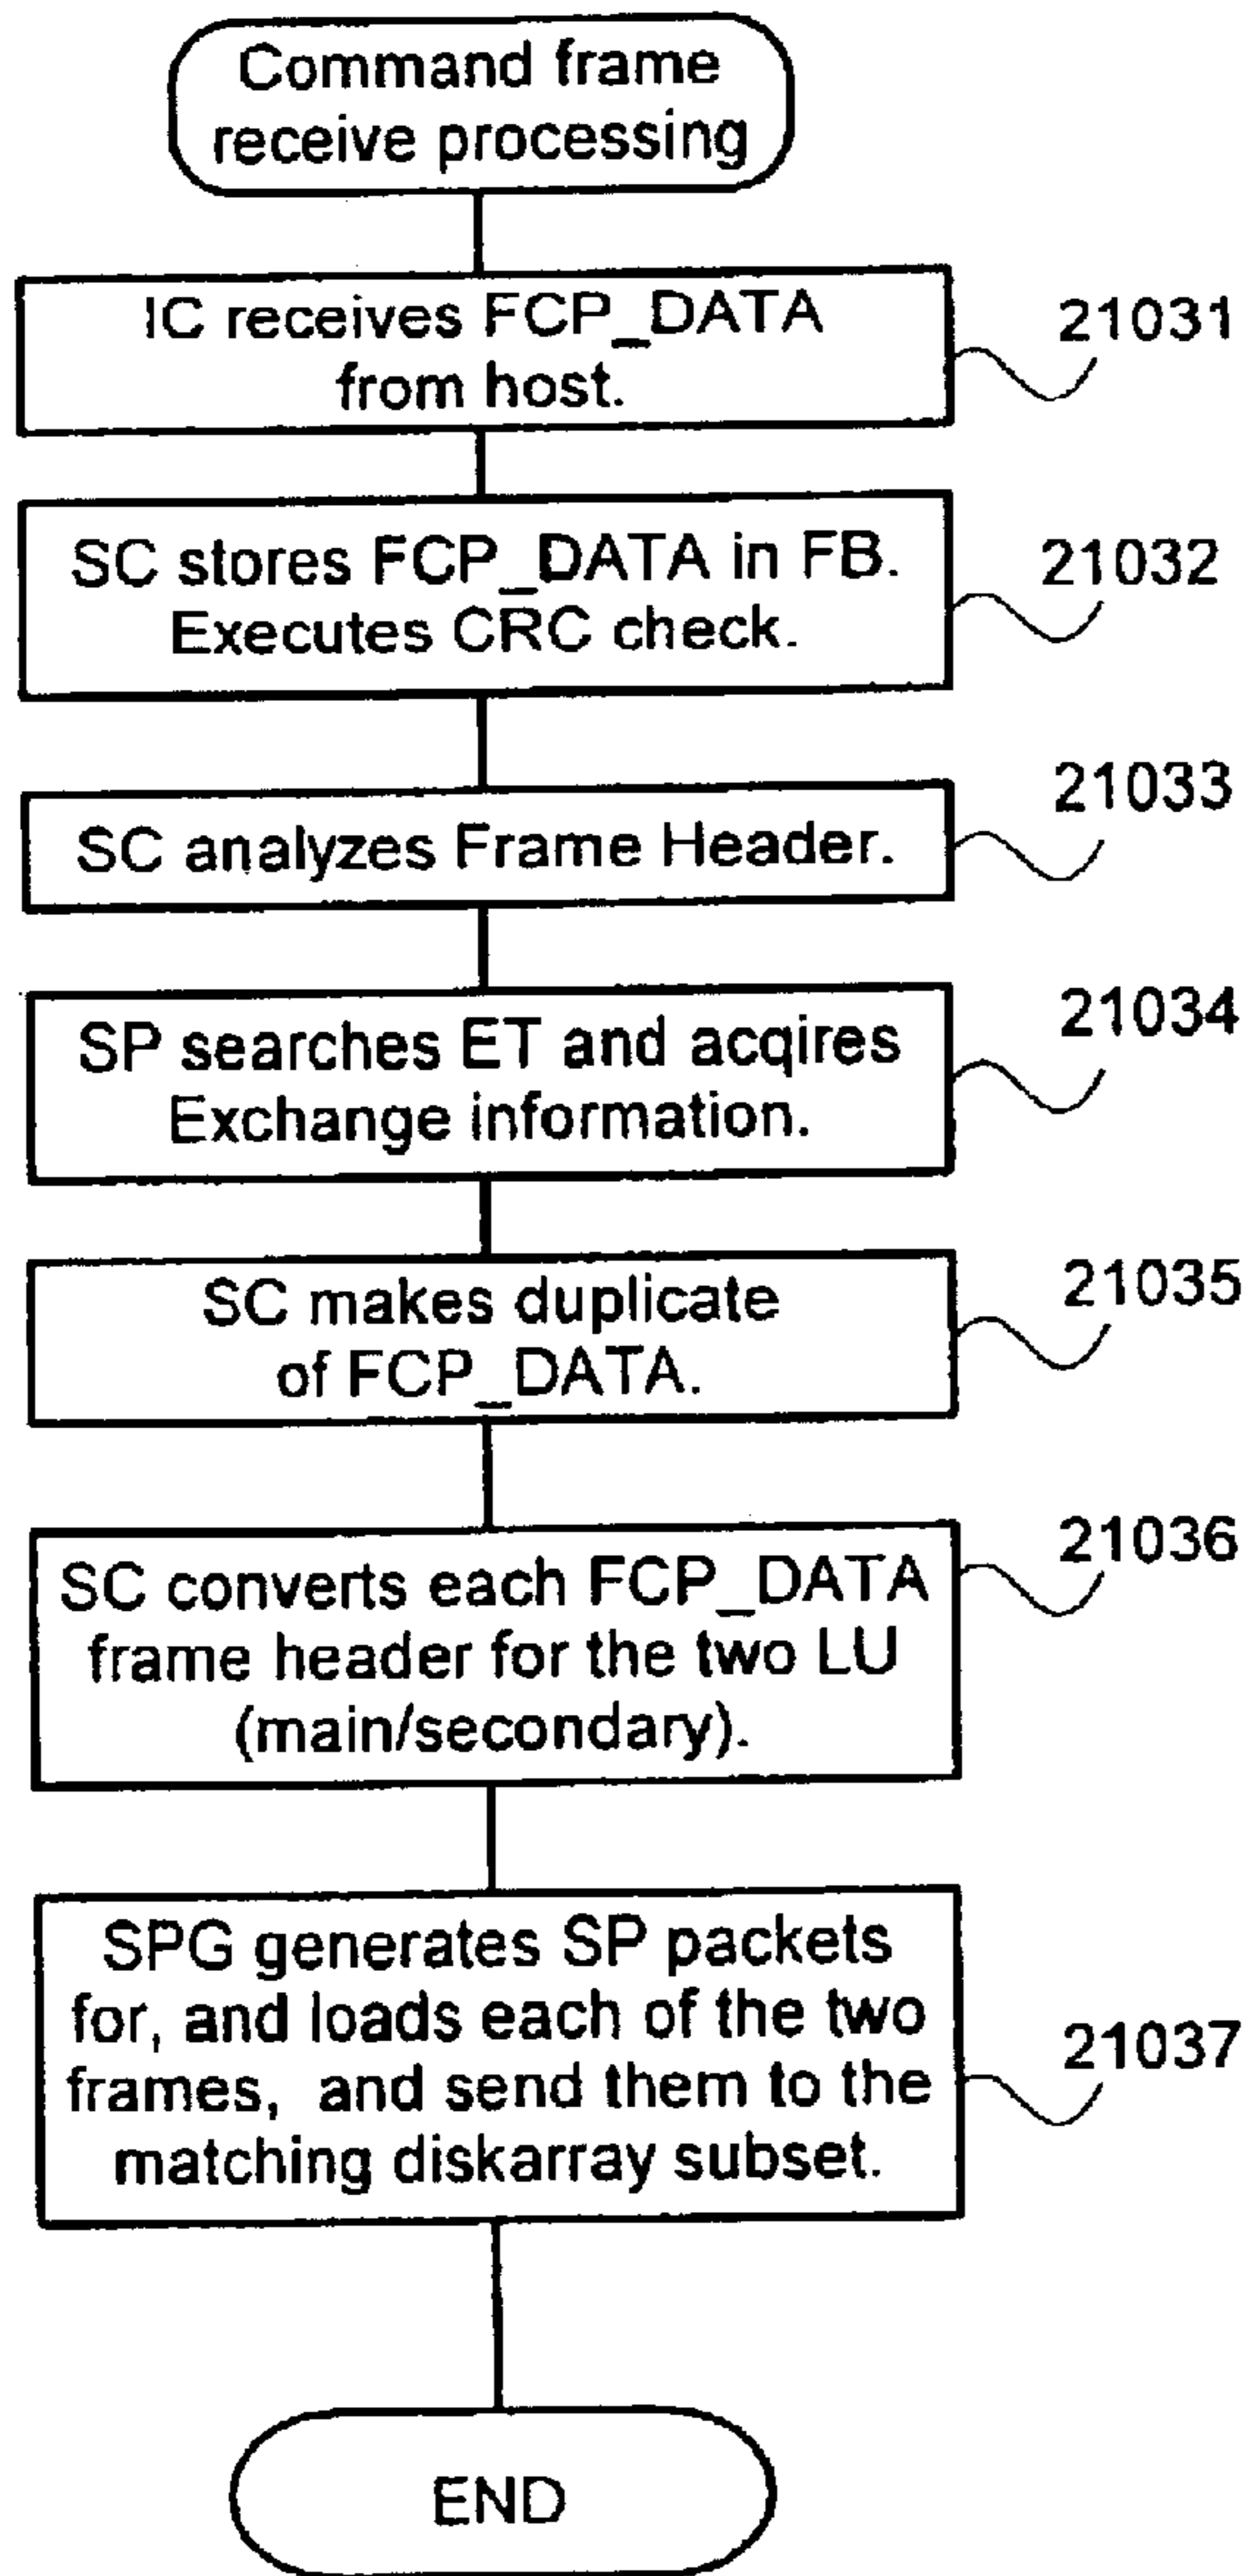 Command frame
receive processing
IC receives FCP_DATA
from host.
21031
SC stores FCP_DATA in FB.
Executes CRC check.
21032
SC analyzes Frame Header.
21033
SP searches ET and acqires
Exchange information.
21034
SC makes duplicate
of FCP_DATA.
21035
SC converts each FCP_DATA
frame header for the two LU
(main/secondary).
21036
SPG generates SP packets
for, and loads each of the two
frames, and send them to the
matching diskarray subset.
21037
END